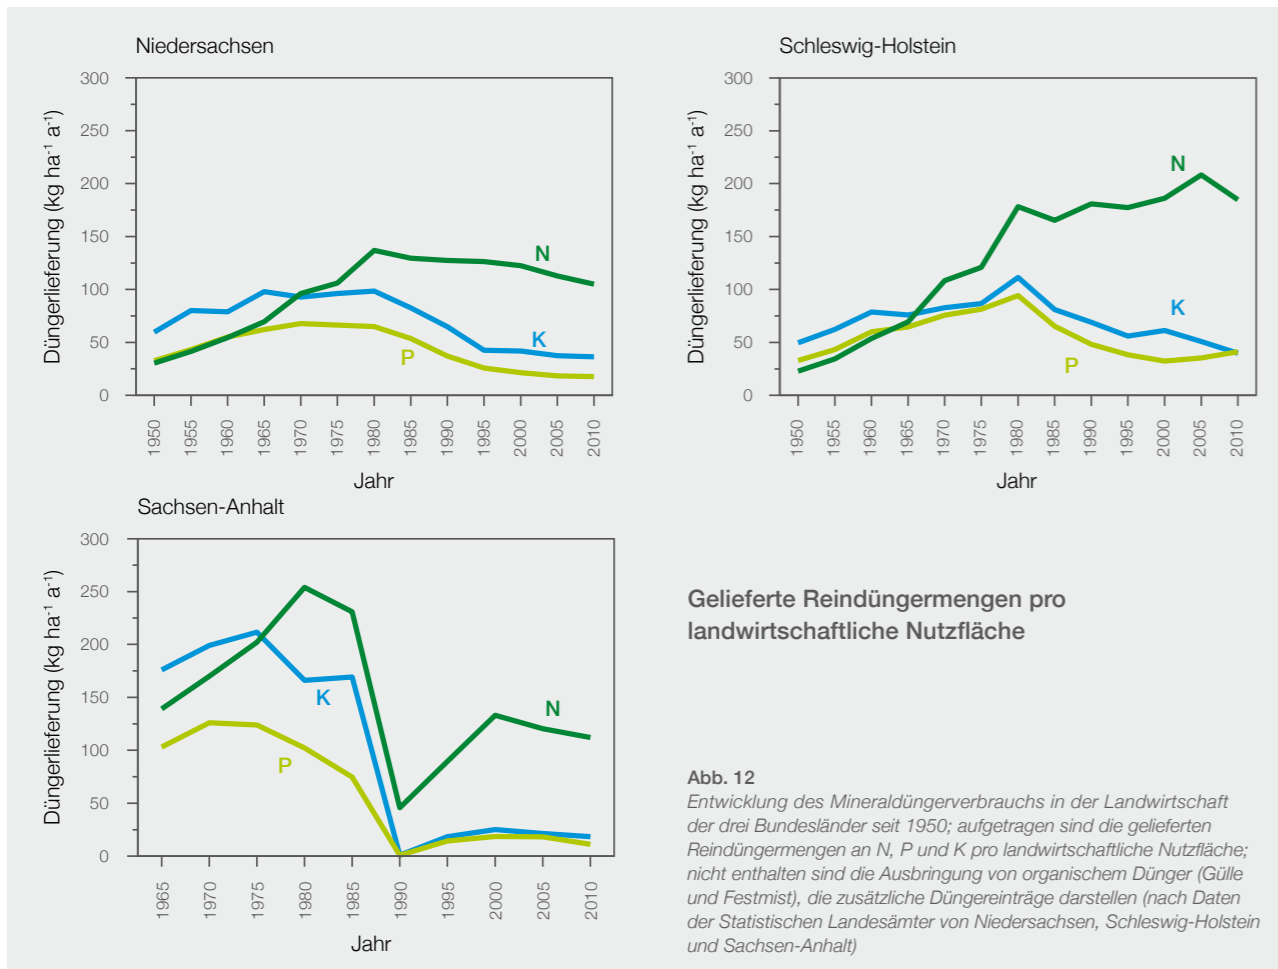 Niedersachsen
Düngerlieferung (kg ha⁻¹ a⁻¹)
300
250
200
150
100
50
0
N
K
P
1950
1955
1960
1965
1970
1975
1980
1985
1990
1995
2000
2005
2010
Jahr
Schleswig-Holstein
Düngerlieferung (kg ha⁻¹ a⁻¹)
300
250
200
150
100
50
0
N
K
P
1950
1955
1960
1965
1970
1975
1980
1985
1990
1995
2000
2005
2010
Jahr
Sachsen-Anhalt
Düngerlieferung (kg ha⁻¹ a⁻¹)
300
250
200
150
100
50
0
K
N
P
1965
1970
1975
1980
1985
1990
1995
2000
2005
2010
Jahr
Gelieferte Reindüngermengen pro
landwirtschaftliche Nutzfläche
Abb. 12
Entwicklung des Mineraldüngerverbrauchs in der Landwirtschaft
der drei Bundesländer seit 1950; aufgetragen sind die gelieferten
Reindüngermengen an N, P und K pro landwirtschaftliche Nutzfläche;
nicht enthalten sind die Ausbringung von organischem Dünger (Gülle
und Festmist), die zusätzliche Düngereinträge darstellen (nach Daten
der Statistischen Landesämter von Niedersachsen, Schleswig-Holstein
und Sachsen-Anhalt)